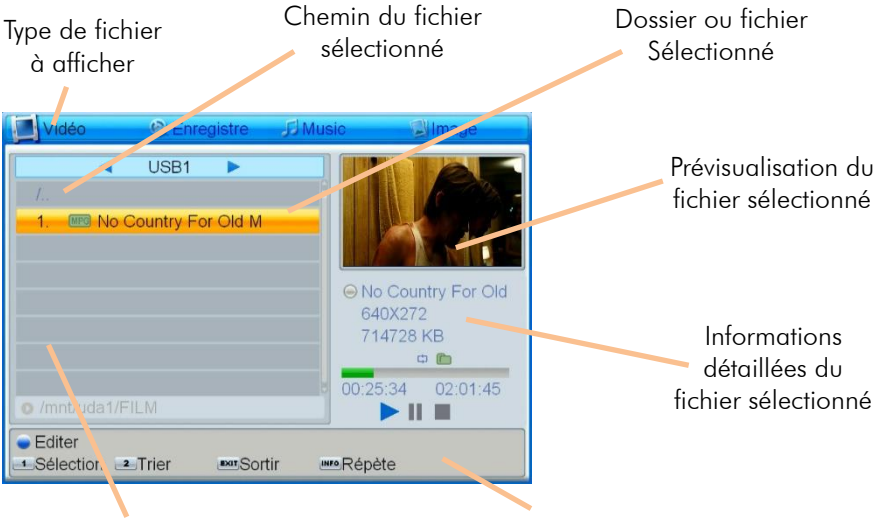 Type de fichier
à afficher
Chemin du fichier
sélectionné
Dossier ou fichier
Sélectionné
Vidéo
Enregistre
Music
Image
USB1
/..
1. MPG No Country For Old M
Prévisualisation du
fichier sélectionné
No Country For Old
640X272
714728 KB
00:25:34 02:01:45
Informations
détaillées du
fichier sélectionné
/mnt/uda1/FILM
Editer
1 Sélection 2 Trier EXIT Sortir INFO Répète